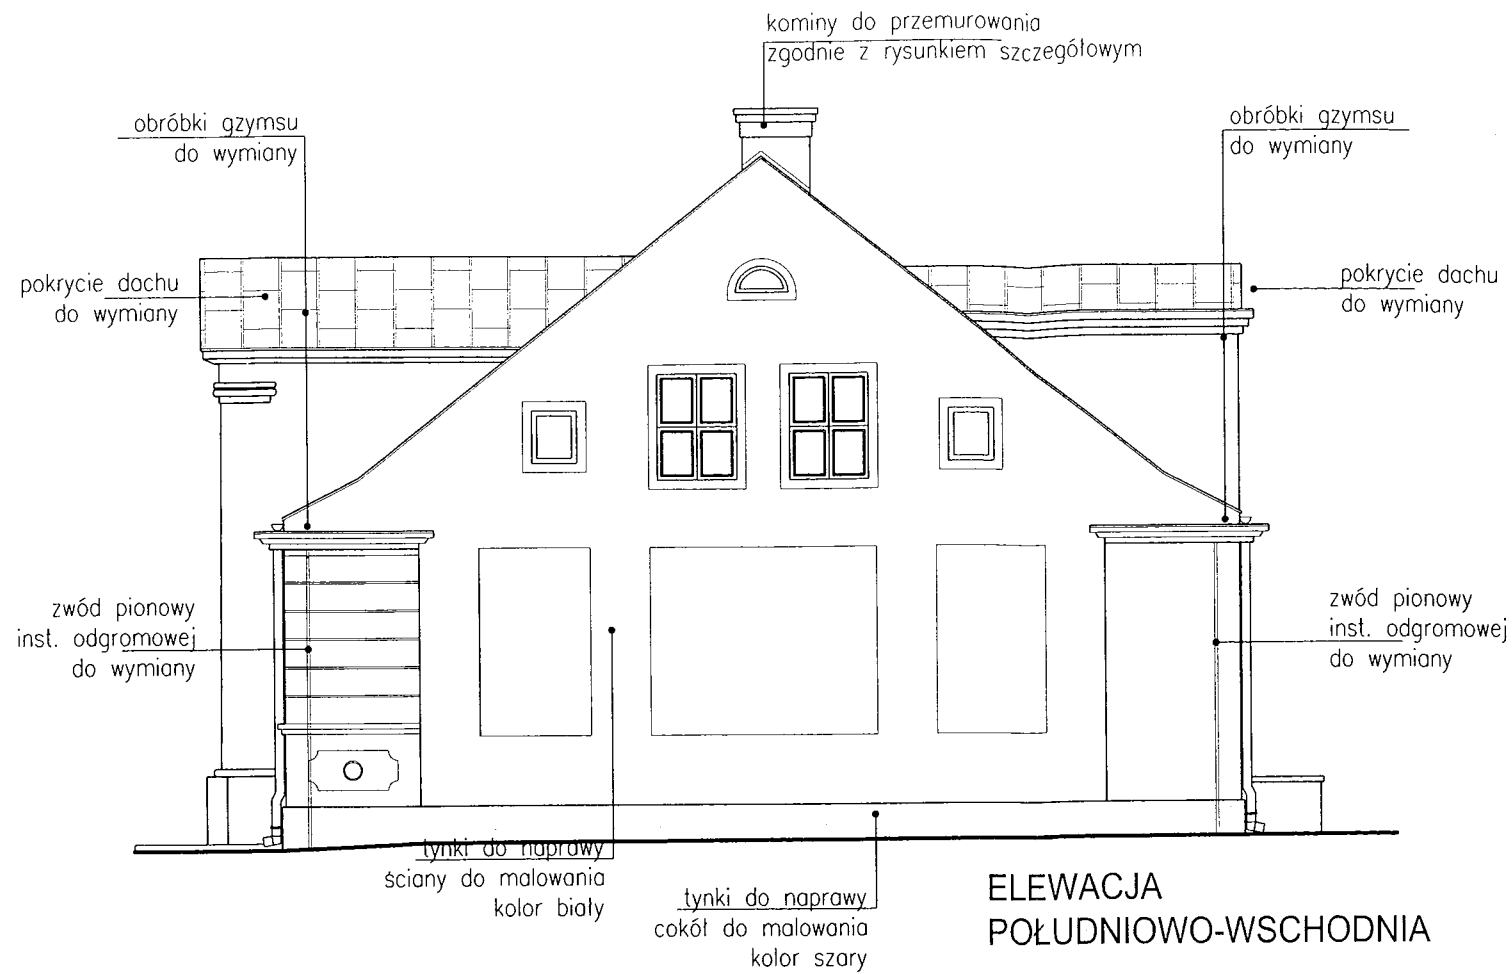 kominy do przemurowania
zgodnie z rysunkiem szczegółowym
obróbki gzymsu
do wymiany
obróbki gzymsu
do wymiany
pokrycie dachu
do wymiany
pokrycie dachu
do wymiany
zwód pionowy
inst. odgromowej
do wymiany
zwód pionowy
inst. odgromowej
do wymiany
tynki do naprawy
ściany do malowania
kolor biały
tynki do naprawy
cokół do malowania
kolor szary
ELEWACJA
POŁUDNIOWO-WSCHODNIA